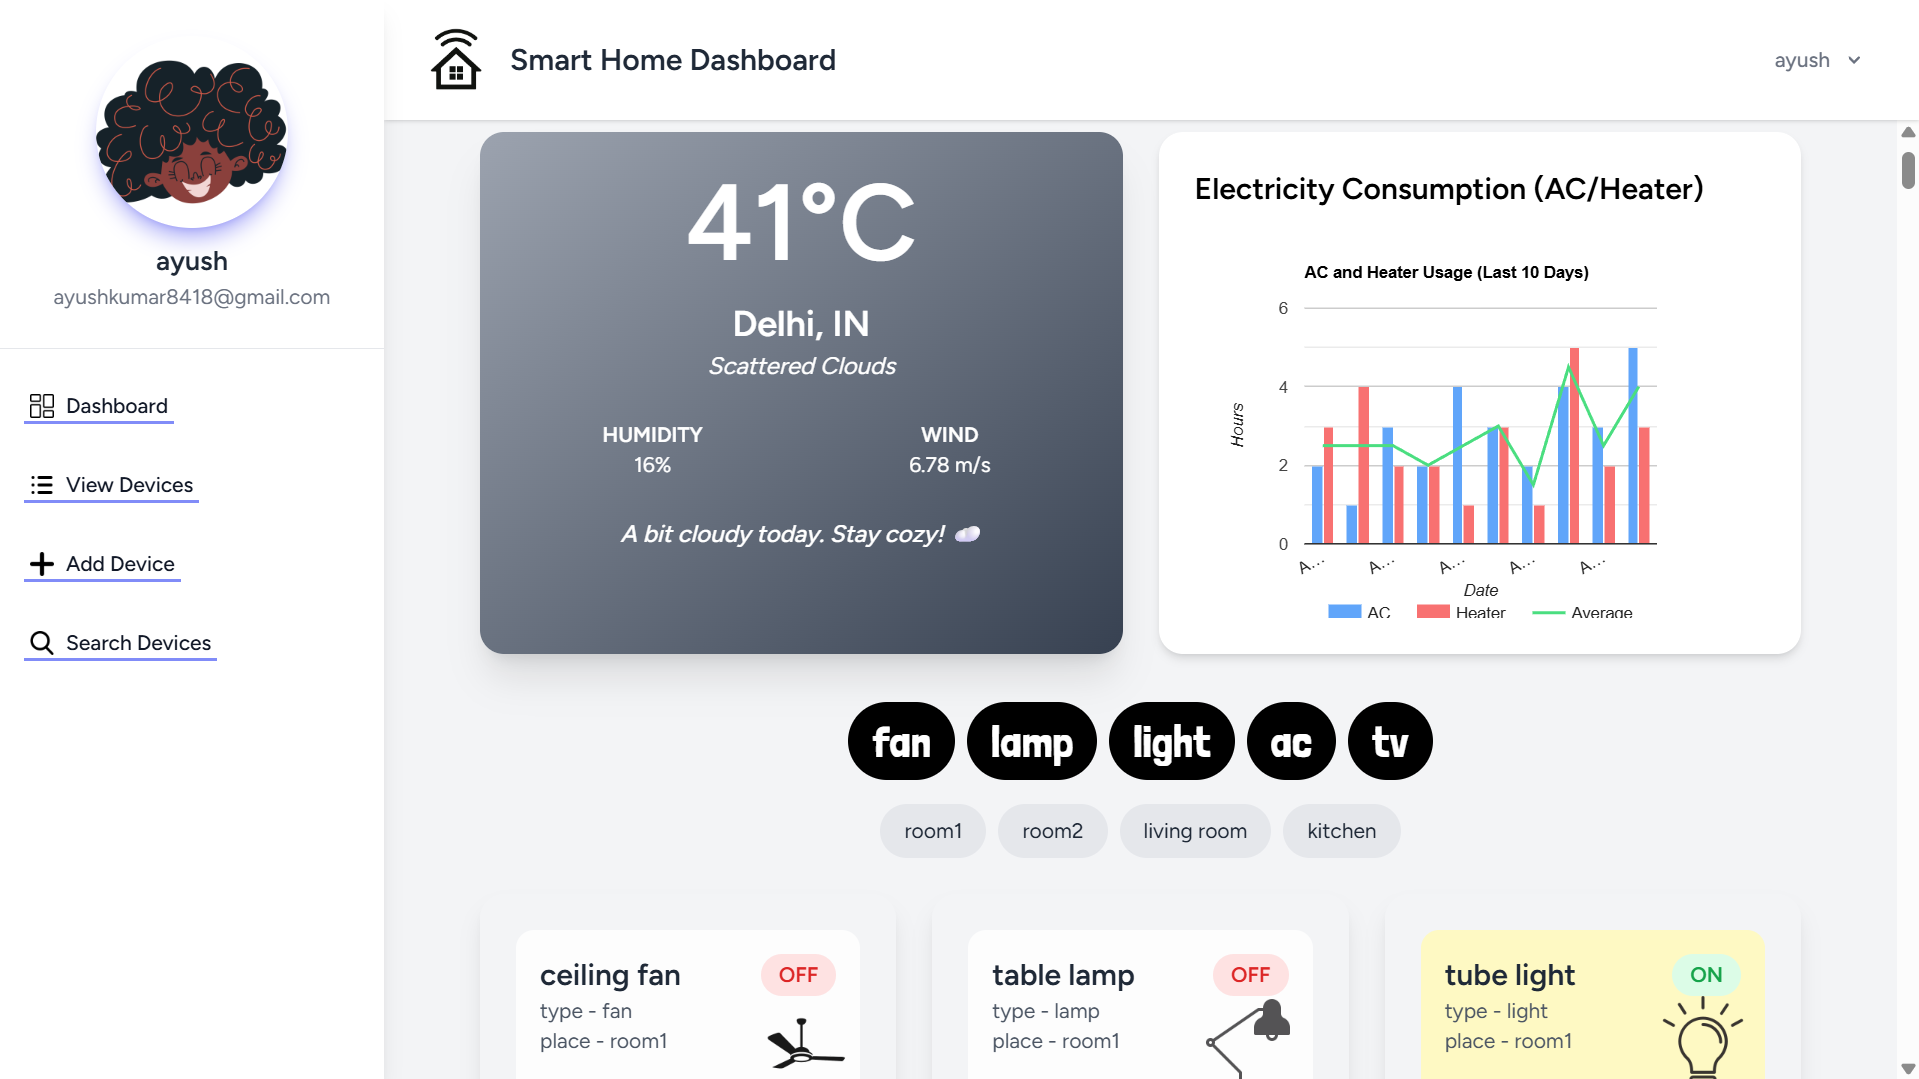 ayush
ayushkumar8418@gmail.com
Dashboard
View Devices
Add Device
Search Devices
Smart Home Dashboard
ayush
41°C
Delhi, IN
Scattered Clouds
HUMIDITY
16%
WIND
6.78 m/s
A bit cloudy today. Stay cozy! ☁️
Electricity Consumption (AC/Heater)
AC and Heater Usage (Last 10 Days)
6
4
2
0
Hours
A... A... A... A... A...
Date
AC Heater Average
fan lamp light ac tv
room1 room2 living room kitchen
ceiling fan
OFF
type - fan
place - room1
table lamp
OFF
type - lamp
place - room1
tube light
ON
type - light
place - room1